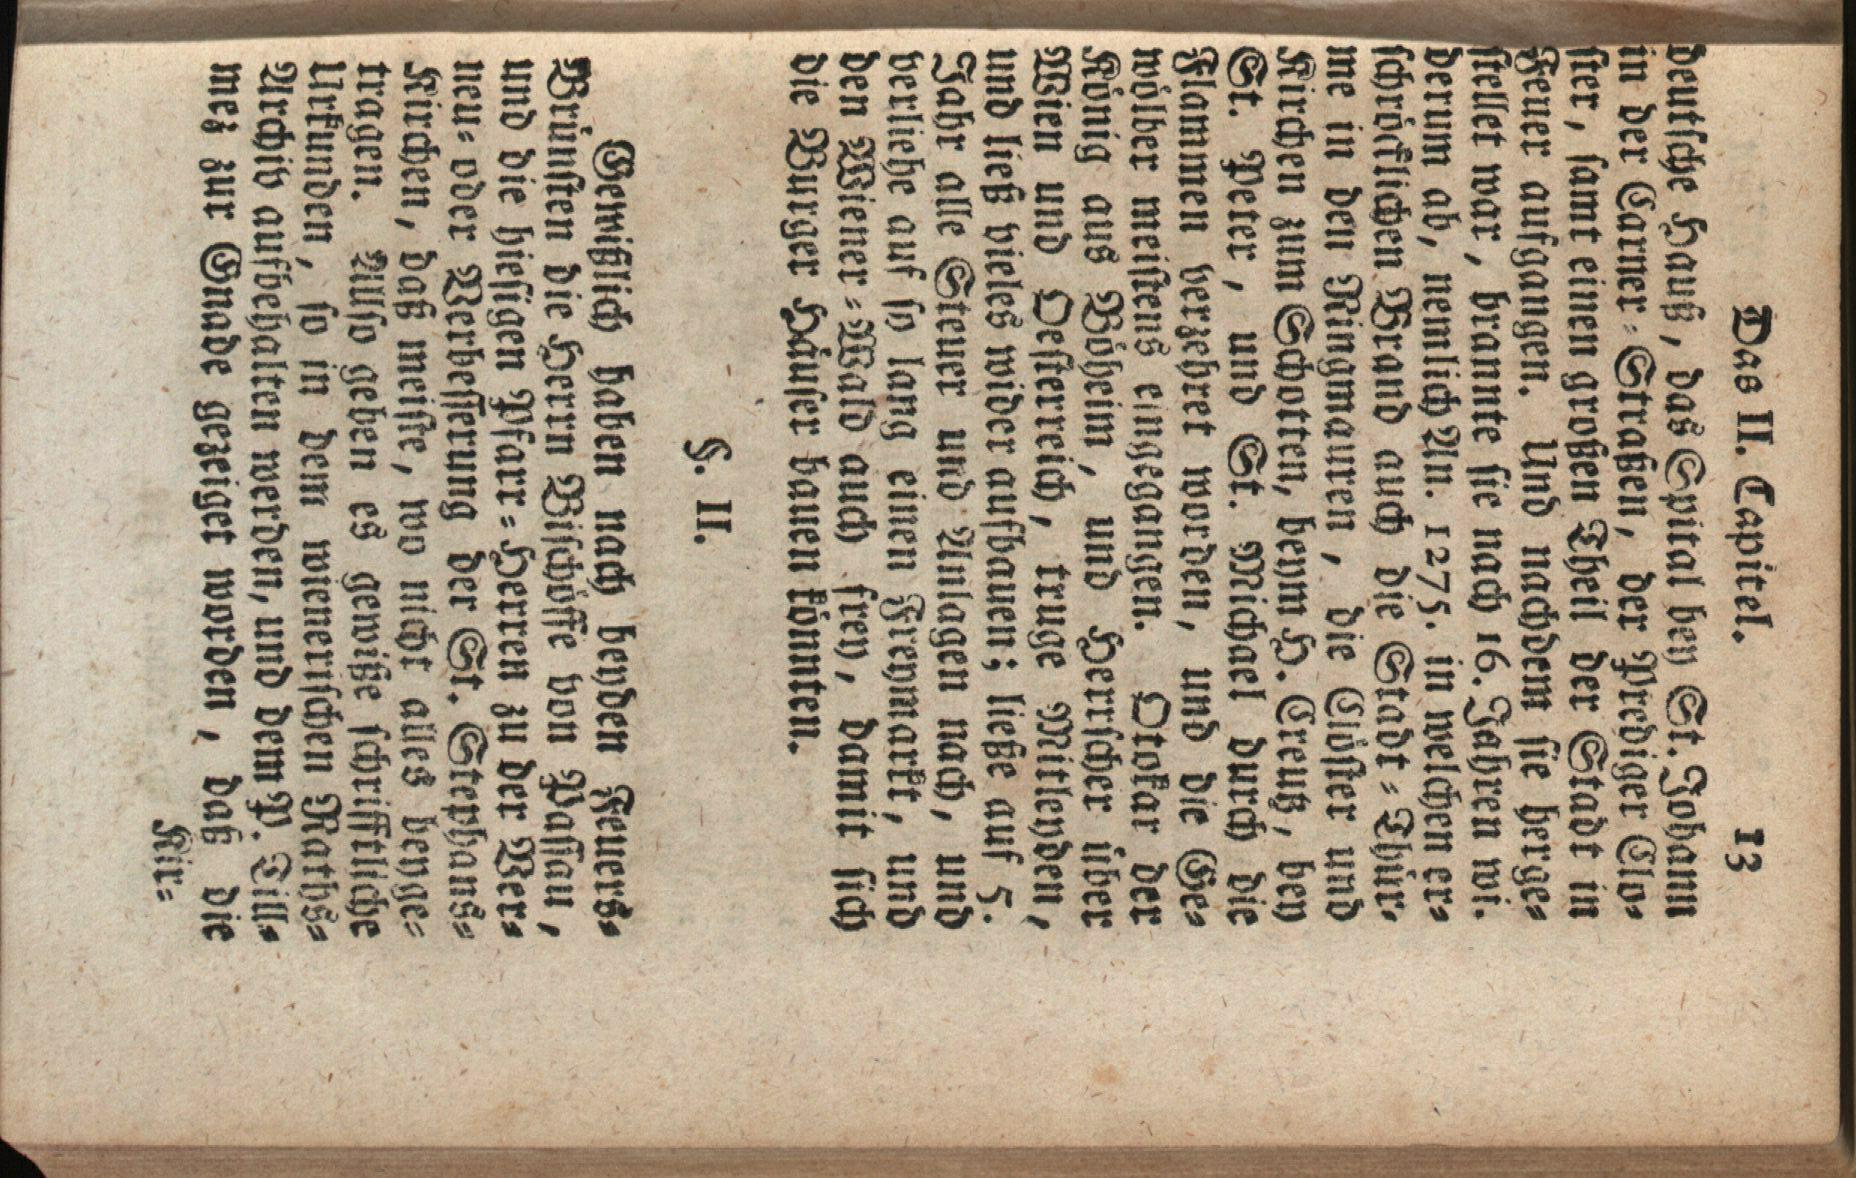 Das II. Capitel. 13
deutsche Hauß, das Spital bey St. Johann
in der Carner-Straßen, der Prediger Clo-
ster, samt einen großen Theil der Stadt in
Feuer aufgangen. Und nachdem sie herge-
stellet war, brannte sie nach 16. Jahren wi-
derum ab, nemlich An. 1275. in welchen er-
schröcklichen Brand auch die Stadt-Thür-
me in den Ringmauren, die Clöster und
Kirchen zum Schotten, beym H. Creutz, bey
St. Peter, und St. Michael durch die
Flammen verzehret worden, und die Ge-
wölber meistens eingegangen. Otokar der
König aus Böheim, und Herrscher über
Wien und Oesterreich, truge Mitleyden,
und ließ vieles wider aufbauen; ließe auf 5.
Jahr alle Steuer und Anlagen nach, und
verliehe auf so lang einen Freymarkt, und
den Wiener-Wald auch frey, damit sich
die Burger Häuser bauen könnten.
§. II.
Gewißlich haben nach beyden Feuers-
Brünsten die Herrn Bischöffe von Passau,
und die hiesigen Pfarr-Herren zu der Ver-
neu- oder Verbesserung der St. Stephans-
Kirchen, das meiste, wo nicht alles beyge-
tragen. Also geben es gewiße schrifftliche
Urkunden, so in dem wienerischen Raths-
Archiv aufbehalten werden, und dem P. Till-
mez zur Gnade gezeiget worden, daß die
Kir-